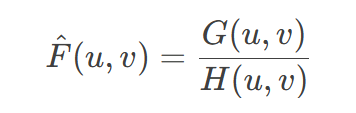 F̂(u, v) = G(u, v) / H(u, v)